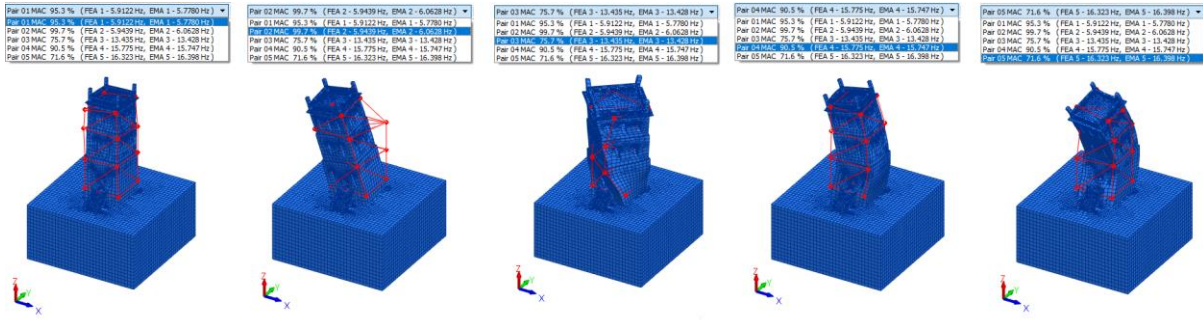 Pair 01 MAC 95.3 % (FEA 1 - 5.9122 Hz, EMA 1 - 5.7780 Hz)
Pair 01 MAC 95.3 % (FEA 1 - 5.9122 Hz, EMA 1 - 5.7780 Hz)
Pair 02 MAC 99.7 % (FEA 2 - 5.9439 Hz, EMA 2 - 6.0628 Hz)
Pair 03 MAC 75.7 % (FEA 3 - 13.435 Hz, EMA 3 - 13.428 Hz)
Pair 04 MAC 90.5 % (FEA 4 - 15.775 Hz, EMA 4 - 15.747 Hz)
Pair 05 MAC 71.6 % (FEA 5 - 16.323 Hz, EMA 5 - 16.398 Hz)
Z
Y
X
Pair 02 MAC 99.7 % (FEA 2 - 5.9439 Hz, EMA 2 - 6.0628 Hz)
Pair 01 MAC 95.3 % (FEA 1 - 5.9122 Hz, EMA 1 - 5.7780 Hz)
Pair 02 MAC 99.7 % (FEA 2 - 5.9439 Hz, EMA 2 - 6.0628 Hz)
Pair 03 MAC 75.7 % (FEA 3 - 13.435 Hz, EMA 3 - 13.428 Hz)
Pair 04 MAC 90.5 % (FEA 4 - 15.775 Hz, EMA 4 - 15.747 Hz)
Pair 05 MAC 71.6 % (FEA 5 - 16.323 Hz, EMA 5 - 16.398 Hz)
Z
Y
X
Pair 03 MAC 75.7 % (FEA 3 - 13.435 Hz, EMA 3 - 13.428 Hz)
Pair 01 MAC 95.3 % (FEA 1 - 5.9122 Hz, EMA 1 - 5.7780 Hz)
Pair 02 MAC 99.7 % (FEA 2 - 5.9439 Hz, EMA 2 - 6.0628 Hz)
Pair 03 MAC 75.7 % (FEA 3 - 13.435 Hz, EMA 3 - 13.428 Hz)
Pair 04 MAC 90.5 % (FEA 4 - 15.775 Hz, EMA 4 - 15.747 Hz)
Pair 05 MAC 71.6 % (FEA 5 - 16.323 Hz, EMA 5 - 16.398 Hz)
Z
Y
X
Pair 04 MAC 90.5 % (FEA 4 - 15.775 Hz, EMA 4 - 15.747 Hz)
Pair 01 MAC 95.3 % (FEA 1 - 5.9122 Hz, EMA 1 - 5.7780 Hz)
Pair 02 MAC 99.7 % (FEA 2 - 5.9439 Hz, EMA 2 - 6.0628 Hz)
Pair 03 MAC 75.7 % (FEA 3 - 13.435 Hz, EMA 3 - 13.428 Hz)
Pair 04 MAC 90.5 % (FEA 4 - 15.775 Hz, EMA 4 - 15.747 Hz)
Pair 05 MAC 71.6 % (FEA 5 - 16.323 Hz, EMA 5 - 16.398 Hz)
Z
Y
X
Pair 05 MAC 71.6 % (FEA 5 - 16.323 Hz, EMA 5 - 16.398 Hz)
Pair 01 MAC 95.3 % (FEA 1 - 5.9122 Hz, EMA 1 - 5.7780 Hz)
Pair 02 MAC 99.7 % (FEA 2 - 5.9439 Hz, EMA 2 - 6.0628 Hz)
Pair 03 MAC 75.7 % (FEA 3 - 13.435 Hz, EMA 3 - 13.428 Hz)
Pair 04 MAC 90.5 % (FEA 4 - 15.775 Hz, EMA 4 - 15.747 Hz)
Pair 05 MAC 71.6 % (FEA 5 - 16.323 Hz, EMA 5 - 16.398 Hz)
Z
Y
X